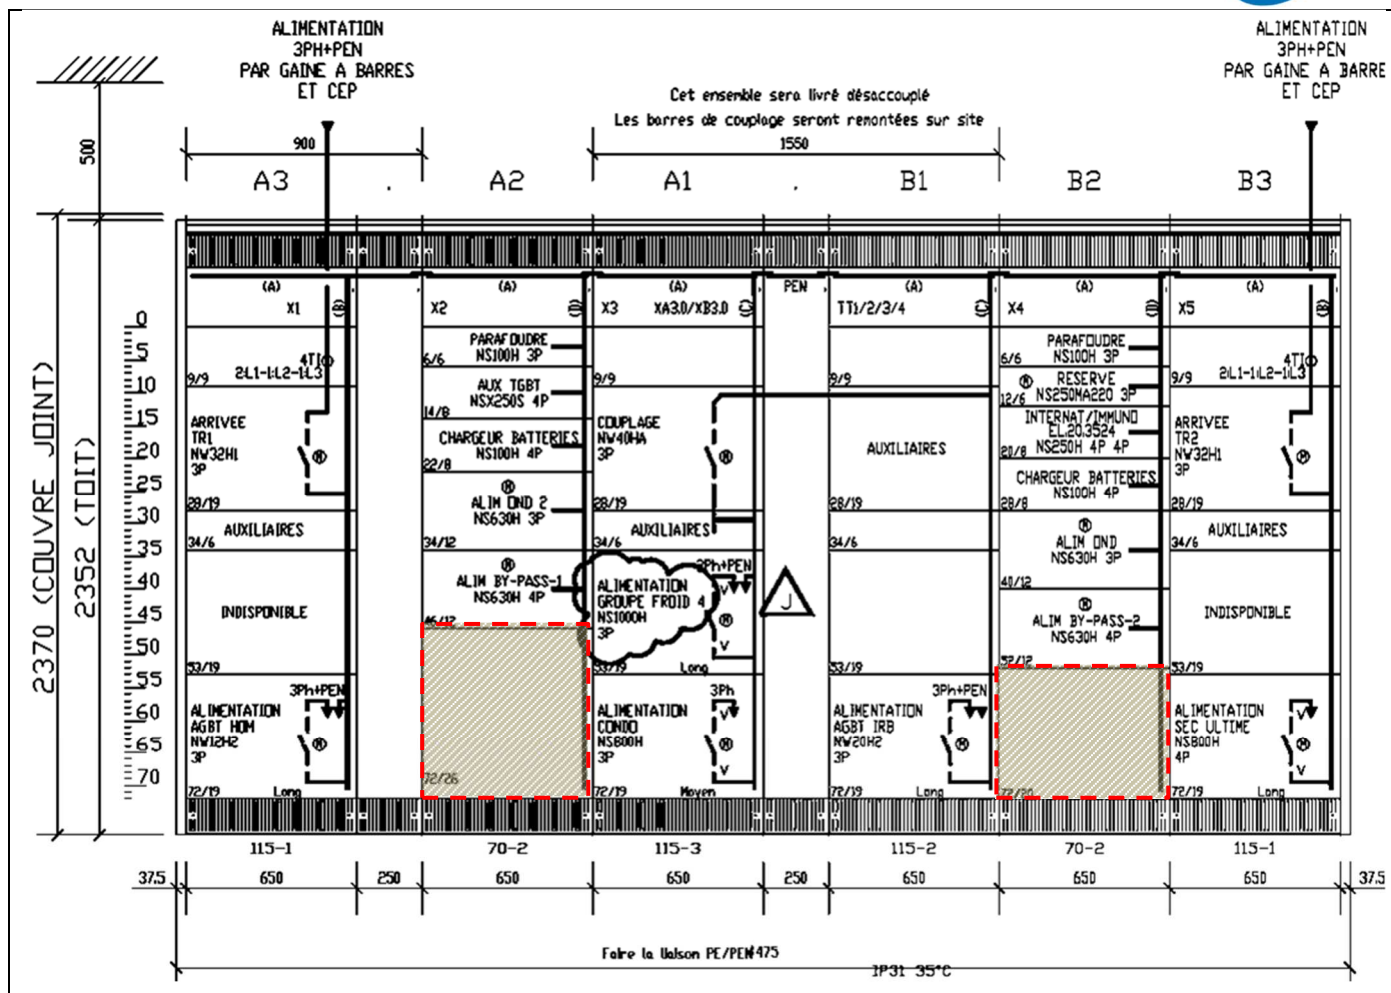 ALIMENTATION
3PH+PEN
PAR GAINE A BARRES
ET CEP
ALIMENTATION
3PH+PEN
PAR GAINE A BARRE
ET CEP
Cet ensemble sera livré désaccouplé
Les barres de couplage seront remontées sur site
500
900
1550
A3
A2
A1
B1
B2
B3
2370 (COUVRE JOINT)
2352 (TOIT)
0
5
10
15
20
25
30
35
40
45
50
55
60
65
70
(A)
X1
(B)
4TI
2:L1-1:L2-1:L3
9/9
ARRIVEE
TR1
NW32H1
3P
28/19
AUXILIAIRES
34/6
INDISPONIBLE
53/19
3Ph+PEN
ALIMENTATION
AGBT HOM
NW12H2
3P
72/19
Long
(A)
X2
(D)
PARAFOUDRE
NS100H 3P
6/6
AUX TGBT
NSX250S 4P
14/8
CHARGEUR BATTERIES
NS100H 4P
22/8
M
ALIM OND 2
NS630H 3P
34/12
M
ALIM BY-PASS-1
NS630H 4P
46/12
72/26
(A)
X3
XA3.0/XB3.0
(C)
9/9
COUPLAGE
NW40HA
3P
M
28/19
AUXILIAIRES
34/6
3Ph+PEN
ALIMENTATION
GROUPE FROID 4
NS1000H
3P
V
M
V
53/19
Long
3Ph
ALIMENTATION
CONDO
NS800H
3P
V
M
V
72/19
Moyen
PEN
J
(A)
TT1/2/3/4
(C)
9/9
AUXILIAIRES
28/19
34/6
53/19
3Ph+PEN
ALIMENTATION
AGBT IRB
NW20H2
3P
M
72/19
Long
(A)
X4
(D)
PARAFOUDRE
NS100H 3P
6/6
M
RESERVE
NS250MA220 3P
12/6
INTERNAT/IMMUNO
EL.20.3524
NS250H 4P 4P
20/8
CHARGEUR BATTERIES
NS100H 4P
28/8
M
ALIM OND
NS630H 3P
40/12
M
ALIM BY-PASS-2
NS630H 4P
52/12
72/20
(A)
X5
(B)
4TI
2:L1-1:L2-1:L3
9/9
ARRIVEE
TR2
NW32H1
3P
M
28/19
AUXILIAIRES
34/6
INDISPONIBLE
53/19
ALIMENTATION
SEC ULTIME
NS800H
4P
V
M
V
72/19
Long
115-1
70-2
115-3
115-2
70-2
115-1
37.5
650
250
650
650
250
650
650
650
37.5
Faire la liaison PE/PEN
IP31 35°C